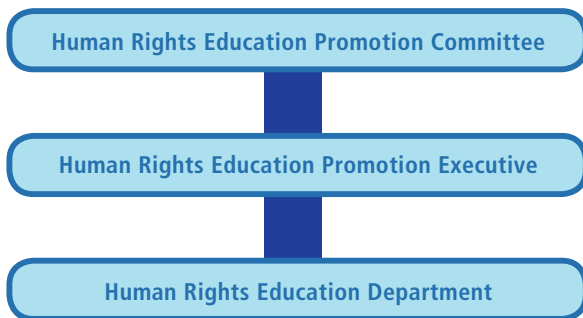 Human Rights Education Promotion Committee
Human Rights Education Promotion Executive
Human Rights Education Department